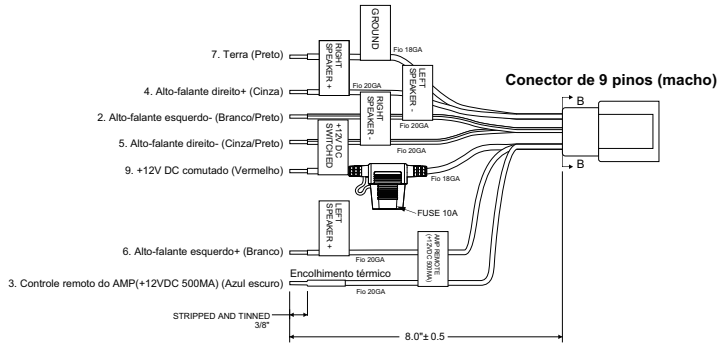 GROUND
7. Terra (Preto)
RIGHT
SPEAKER +
Fio 18GA
LEFT
SPEAKER -
Conector de 9 pinos (macho)
4. Alto-falante direito+ (Cinza)
Fio 20GA
B
2. Alto-falante esquerdo- (Branco/Preto)
RIGHT
SPEAKER -
Fio 20GA
+12V DC
SWITCHED
5. Alto-falante direito- (Cinza/Preto)
Fio 20GA
9. +12V DC comutado (Vermelho)
Fio 18GA
B
FUSE 10A
LEFT
SPEAKER +
AMP REMOTE
(+12VDC 500MA)
6. Alto-falante esquerdo+ (Branco)
Fio 20GA
Encolhimento térmico
3. Controle remoto do AMP(+12VDC 500MA) (Azul escuro)
Fio 20GA
STRIPPED AND TINNED
3/8"
8.0"± 0.5